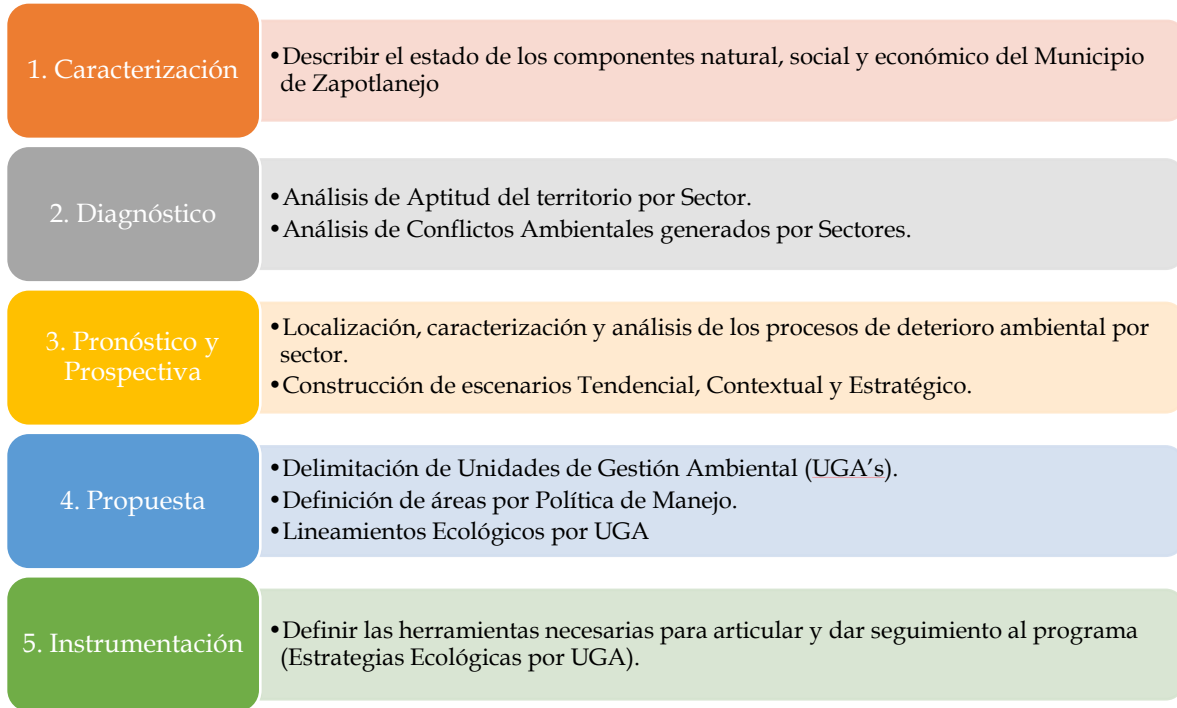 1. Caracterización
•Describir el estado de los componentes natural, social y económico del Municipio
de Zapotlanejo
2. Diagnóstico
•Análisis de Aptitud del territorio por Sector.
•Análisis de Conflictos Ambientales generados por Sectores.
3. Pronóstico y
Prospectiva
•Localización, caracterización y análisis de los procesos de deterioro ambiental por
sector.
•Construcción de escenarios Tendencial, Contextual y Estratégico.
4. Propuesta
•Delimitación de Unidades de Gestión Ambiental (UGA’s).
•Definición de áreas por Política de Manejo.
•Lineamientos Ecológicos por UGA
5. Instrumentación
•Definir las herramientas necesarias para articular y dar seguimiento al programa
(Estrategias Ecológicas por UGA).